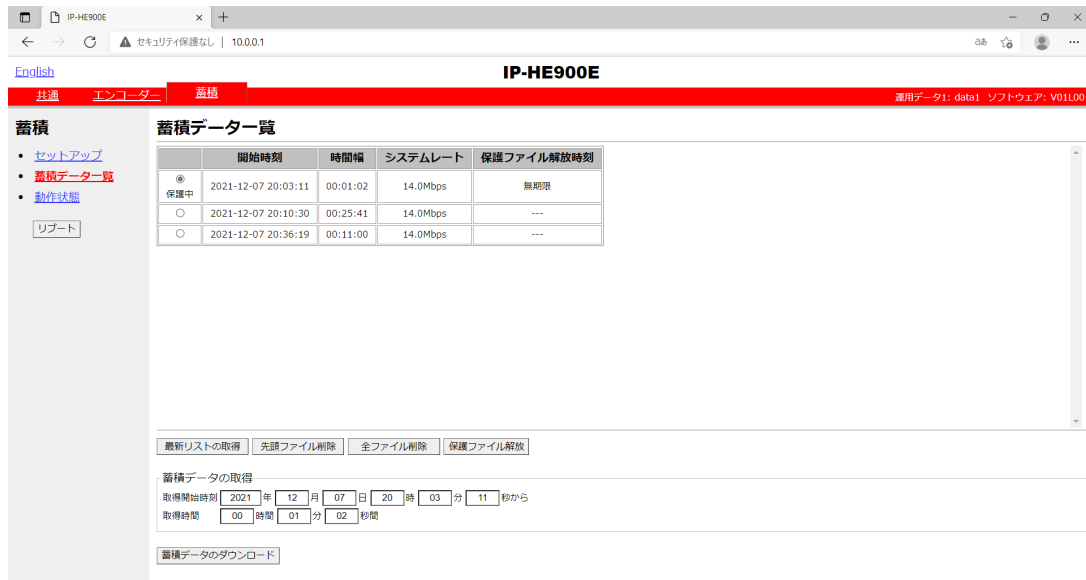 IP-HE900E
セキュリティ保護なし | 10.0.0.1
English
IP-HE900E
共通 エンコーダー 蓄積 運用データ1: data1 ソフトウェア: V01L00
蓄積
• セットアップ
• 蓄積データ一覧
• 動作状態
リブート
蓄積データ一覧
開始時刻 時間幅 システムレート 保護ファイル解放時刻
保護中 2021-12-07 20:03:11 00:01:02 14.0Mbps 無期限
2021-12-07 20:10:30 00:25:41 14.0Mbps ---
2021-12-07 20:36:19 00:11:00 14.0Mbps ---
最新リストの取得 先頭ファイル削除 全ファイル削除 保護ファイル解放
蓄積データの取得
取得開始時刻 2021 年 12 月 07 日 20 時 03 分 11 秒から
取得時間 00 時間 01 分 02 秒間
蓄積データのダウンロード